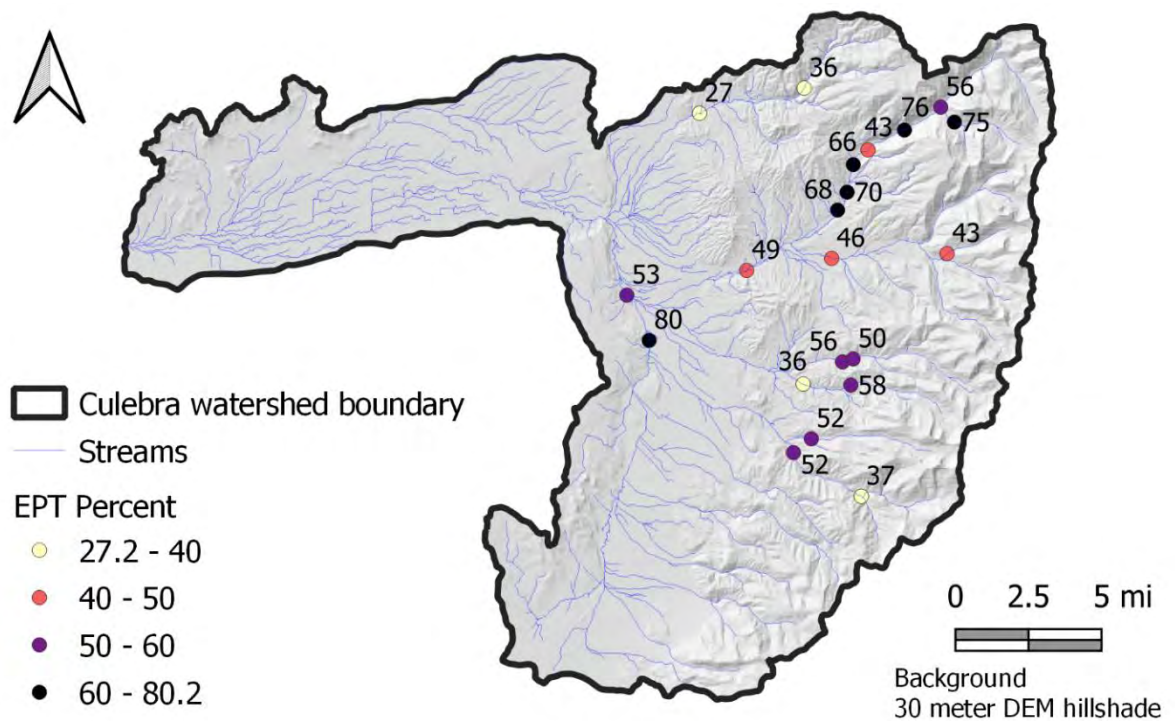 36
27
56
76
75
43
66
70
68
43
46
49
53
80
50
56
36
58
52
52
37
Culebra watershed boundary
Streams
EPT Percent
27.2 - 40
40 - 50
50 - 60
60 - 80.2
0 2.5 5 mi
Background
30 meter DEM hillshade